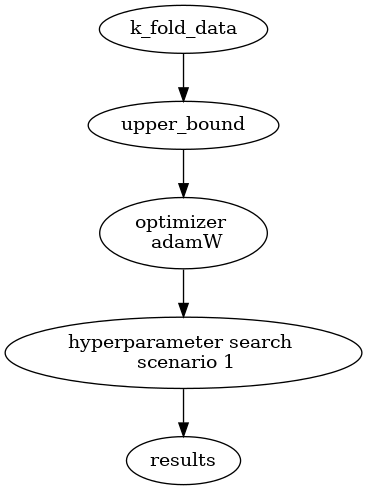 k_fold_data
upper_bound
optimizer
adamW
hyperparameter search
scenario 1
results